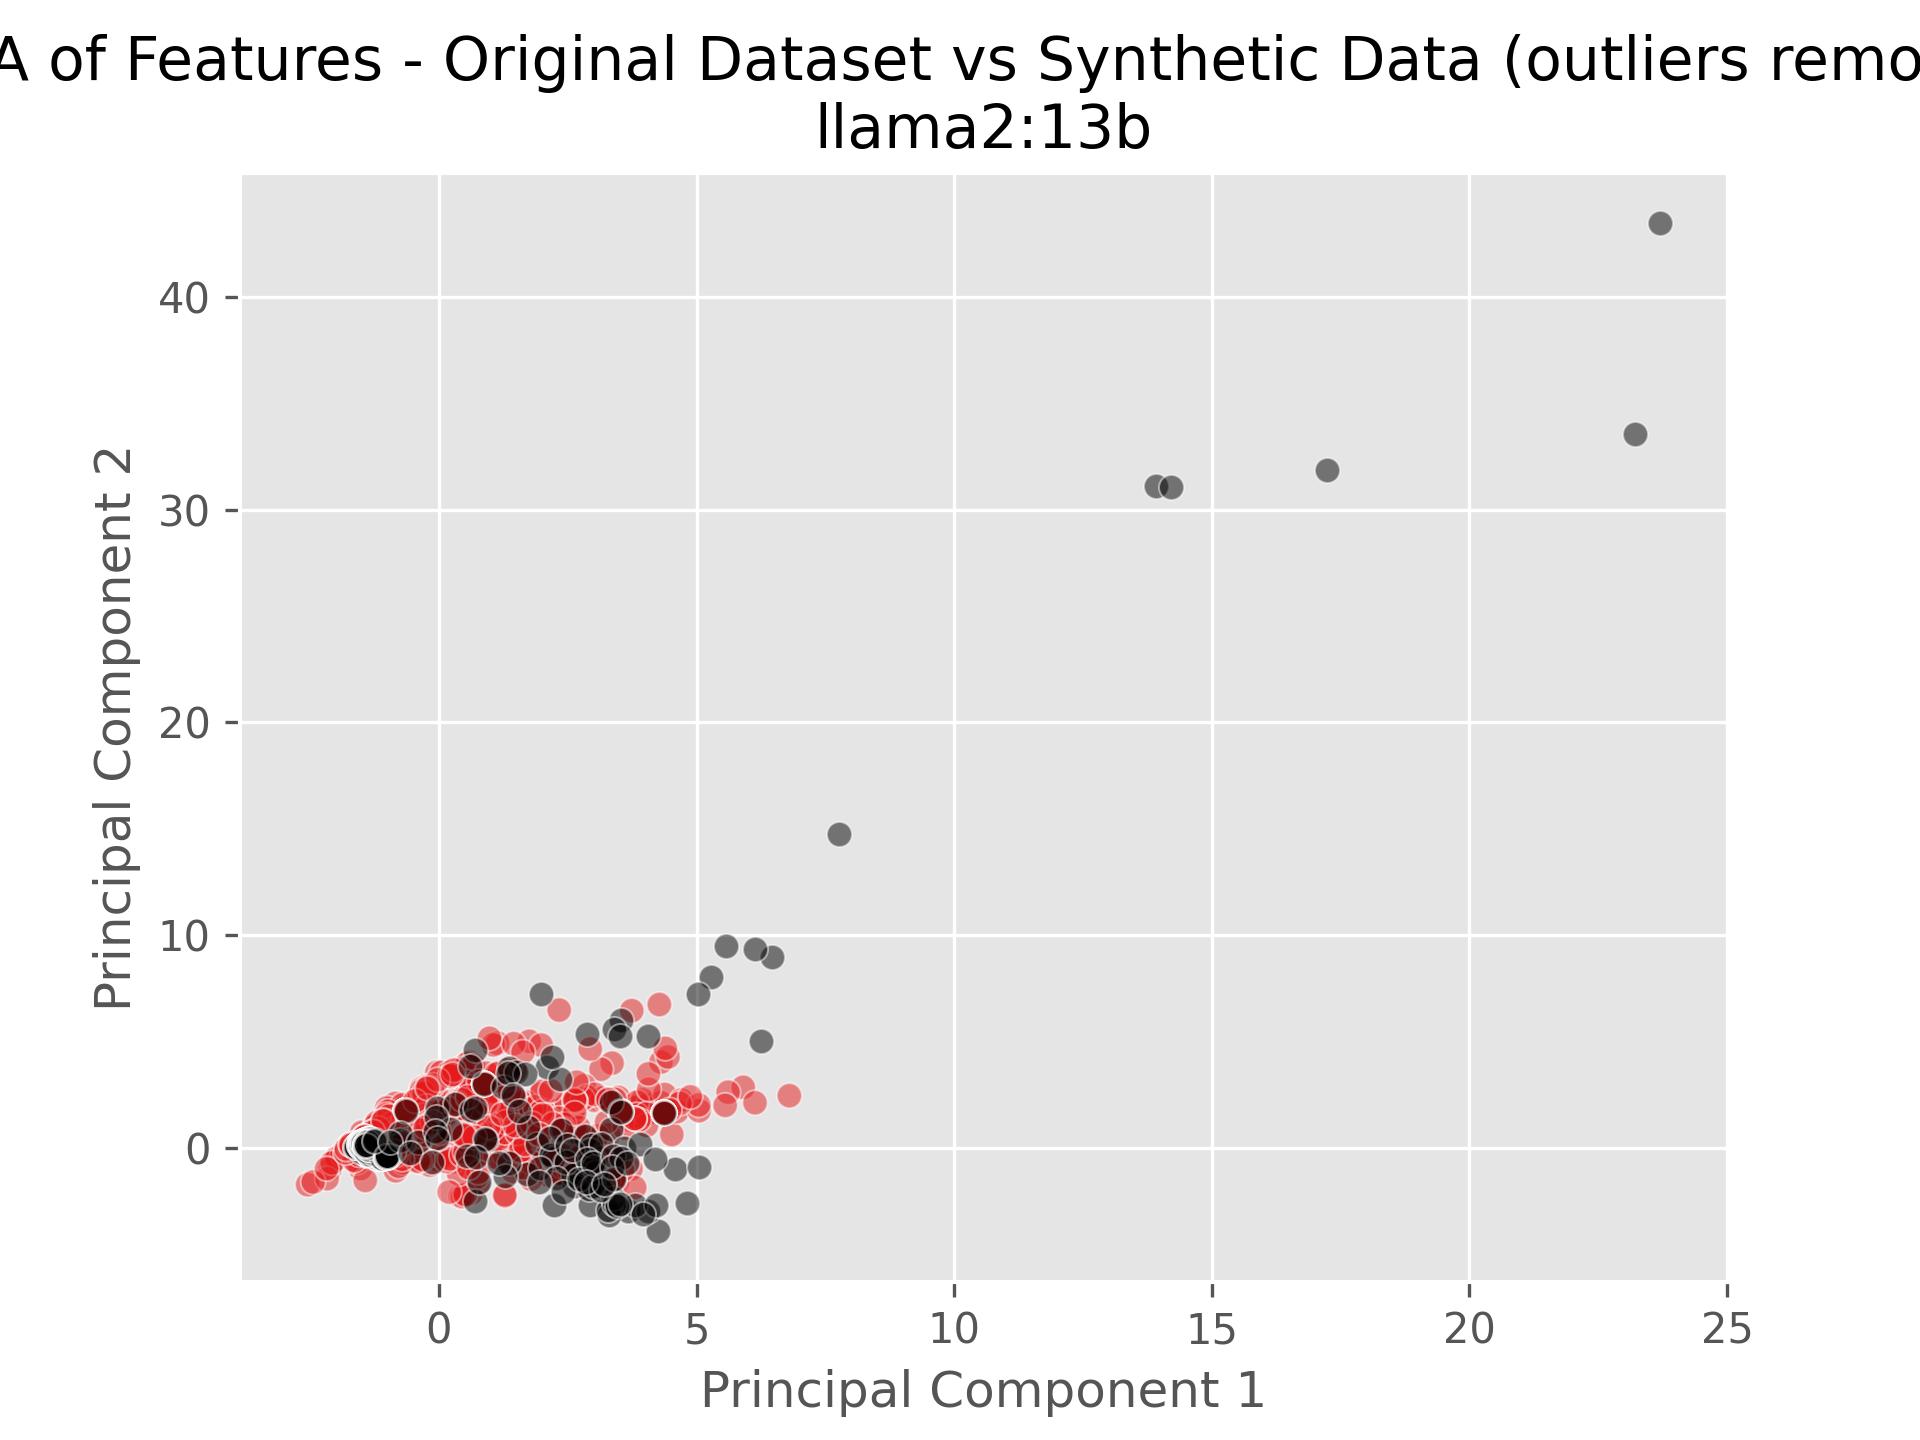 A of Features - Original Dataset vs Synthetic Data (outliers remo
llama2:13b
40
30
20
10
0
Principal Component 2
0 5 10 15 20 25
Principal Component 1